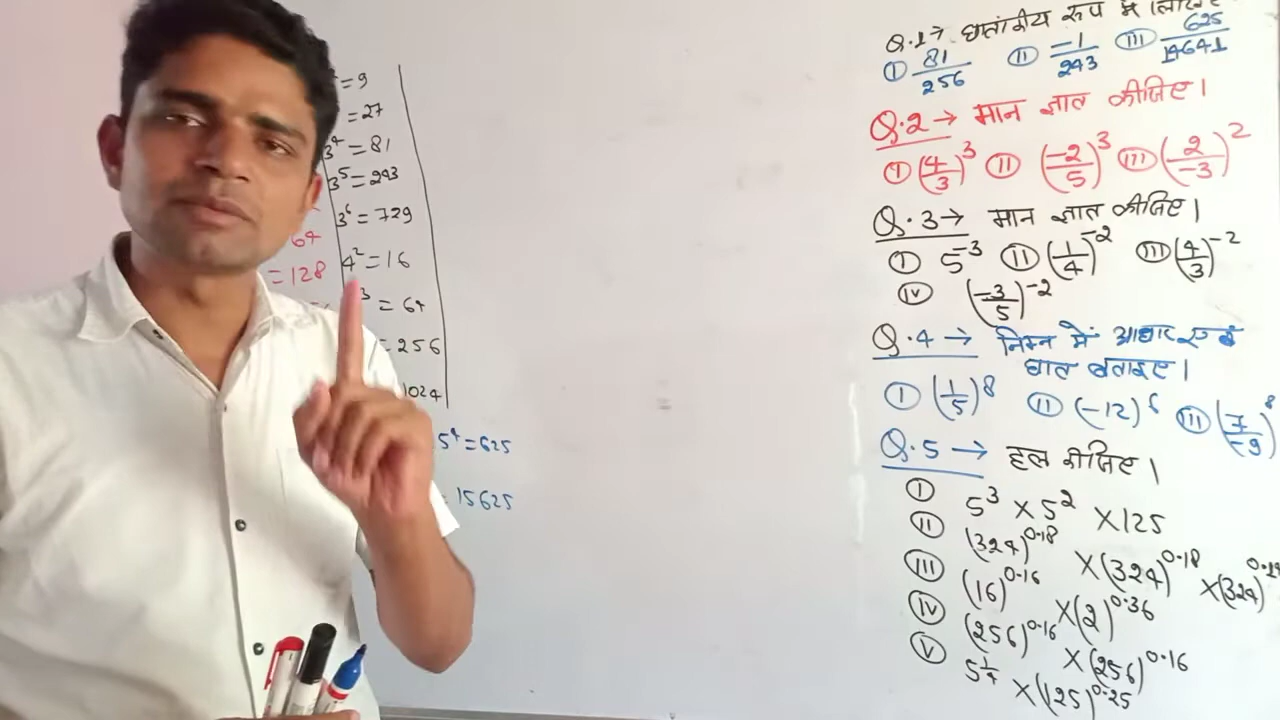 = 9
= 27
3⁴ = 81
3⁵ = 243
3⁶ = 729
4² = 16
³ = 64
= 256
1024
64
= 128
5⁴ = 625
= 15625
Q.1→ घातांकीय रूप में लिखिए
(I) 81/256 (II) -1/243 (III) 625/14641
Q.2→ मान ज्ञात कीजिए।
(I) (4/3)³ (II) (-2/5)³ (III) (2/-3)²
Q.3→ मान ज्ञात कीजिए।
(I) 5⁻³ (II) (1/4)⁻² (III) (4/3)⁻²
(IV) (-3/5)⁻²
Q.4→ निम्न में आधार एवं
घात बताइए।
(I) (1/5)⁸ (II) (-12)⁶ (III) (7/-9)⁸
Q.5→ हल कीजिए।
(I) 5³ × 5² × 125
(II) (324)^0.18 × (324)^0.18 × (324)
(III) (16)^0.16 × (2)^0.36
(IV) (256)^0.16 × (256)^0.16
(V) 5^1/4 × (125)^0.25